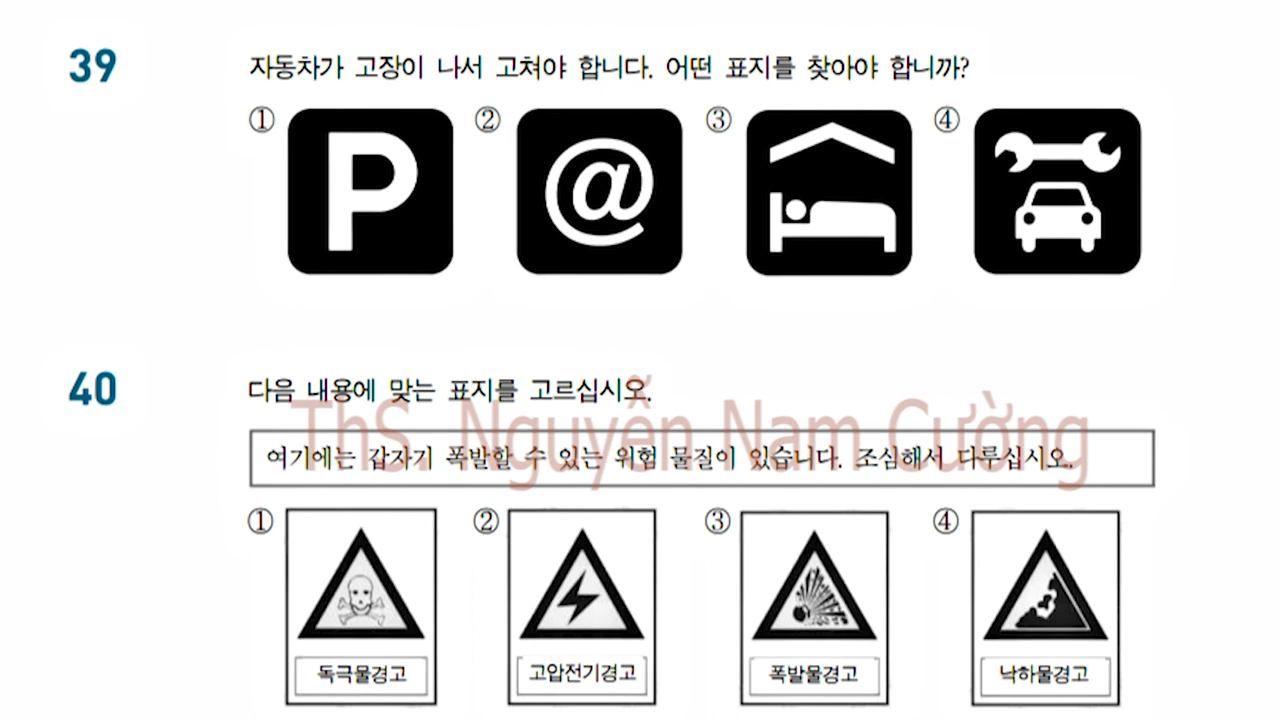 39 자동차가 고장이 나서 고쳐야 합니다. 어떤 표지를 찾아야 합니까?
① P ② @ ③ ④
40 다음 내용에 맞는 표지를 고르십시오.
ThS. Nguyễn Nam Cường
여기에는 갑자기 폭발할 수 있는 위험 물질이 있습니다. 조심해서 다루십시오.
① ② ③ ④
독극물경고 고압전기경고 폭발물경고 낙하물경고